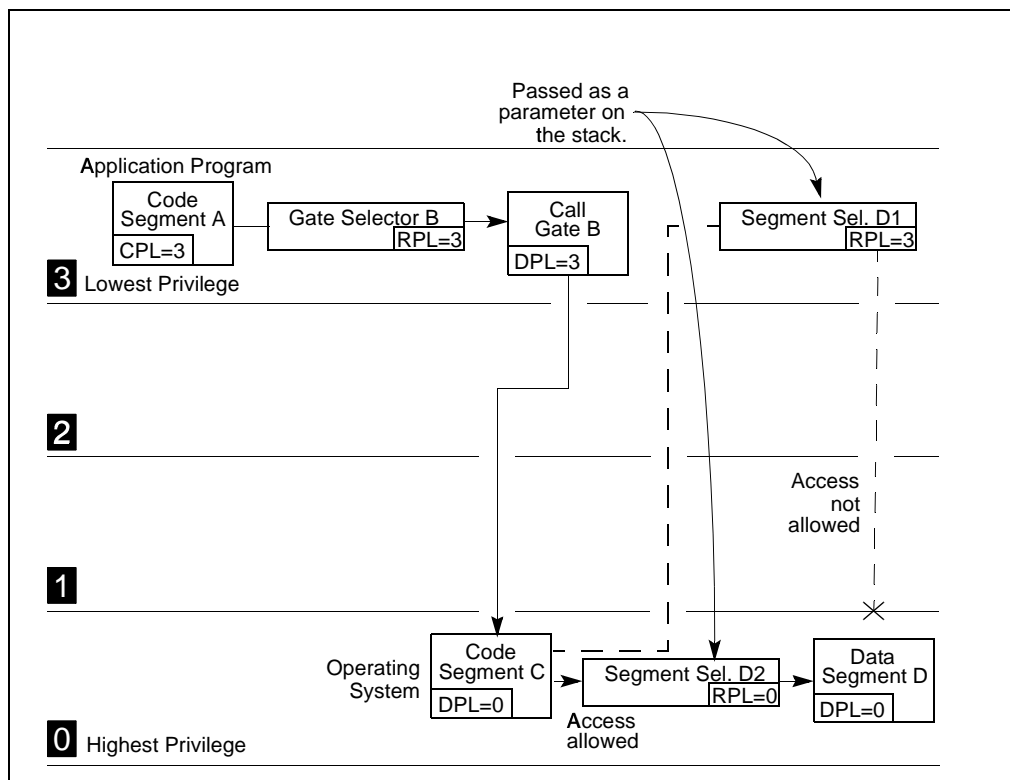 Passed as a
parameter on
the stack.
Application Program
Code
Segment A
CPL=3
Gate Selector B
RPL=3
Call
Gate B
DPL=3
Segment Sel. D1
RPL=3
3 Lowest Privilege
2
Access
not
allowed
1
Operating
System
Code
Segment C
DPL=0
Segment Sel. D2
RPL=0
Access
allowed
Data
Segment D
DPL=0
0 Highest Privilege